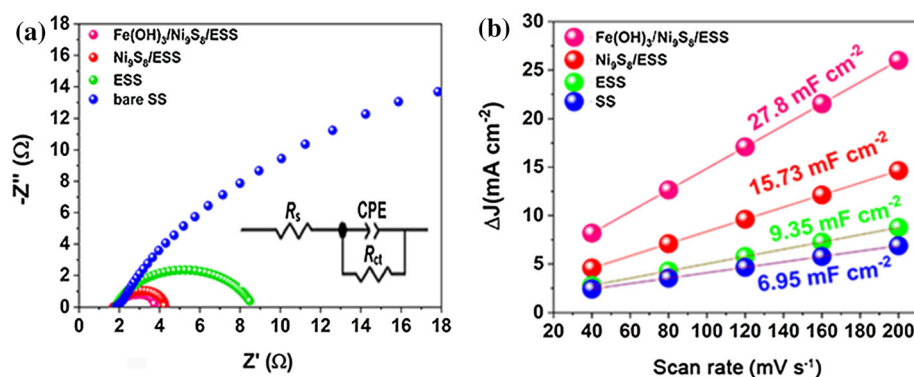 (a)
Fe(OH)₃/Ni₉S₈/ESS
Ni₉S₈/ESS
ESS
bare SS
-Z" (Ω)
-18
-16
-14
-12
-10
-8
-6
-4
-2
0
Rs
CPE
Rct
0 2 4 6 8 10 12 14 16 18
Z' (Ω)
(b)
Fe(OH)₃/Ni₉S₈/ESS
Ni₉S₈/ESS
ESS
SS
ΔJ(mA cm⁻²)
30
25
20
15
10
5
0
27.8 mF cm⁻²
15.73 mF cm⁻²
9.35 mF cm⁻²
6.95 mF cm⁻²
40 60 80 100 120 140 160 180 200
Scan rate (mV s⁻¹)